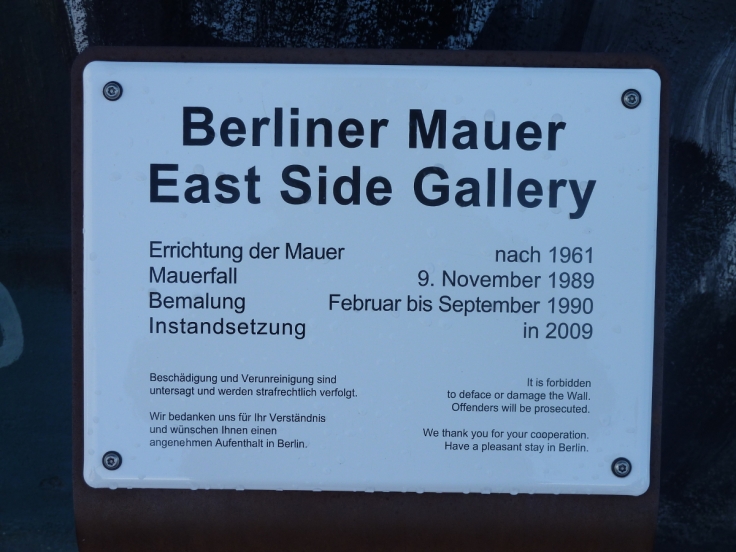 Berliner Mauer
East Side Gallery
Errichtung der Mauer nach 1961
Mauerfall 9. November 1989
Bemalung Februar bis September 1990
Instandsetzung in 2009
Beschädigung und Verunreinigung sind
untersagt und werden strafrechtlich verfolgt.
Wir bedanken uns für Ihr Verständnis
und wünschen Ihnen einen
angenehmen Aufenthalt in Berlin.
It is forbidden
to deface or damage the Wall.
Offenders will be prosecuted.
We thank you for your cooperation.
Have a pleasant stay in Berlin.